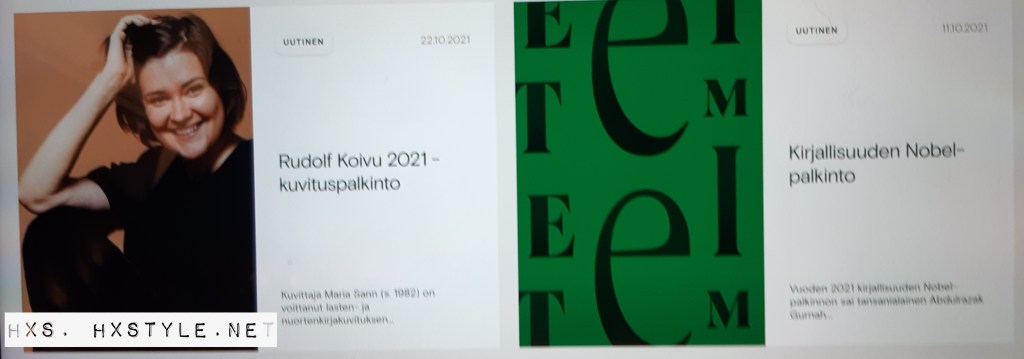 UUTINEN
22.10.2021
Rudolf Koivu 2021 –
kuvituspalkinto
Kuvittaja Maria Sann (s. 1982) on
voittanut lasten- ja
nuortenkirjakuvituksen...
HXS. HXSTYLE.NET
E
T
E
T
e
e
I
M
I
M
UUTINEN
11.10.2021
Kirjallisuuden Nobel-
palkinto
Vuoden 2021 kirjallisuuden Nobel-
palkinnon sai tansanialainen Abdulrazak
Gurnah...